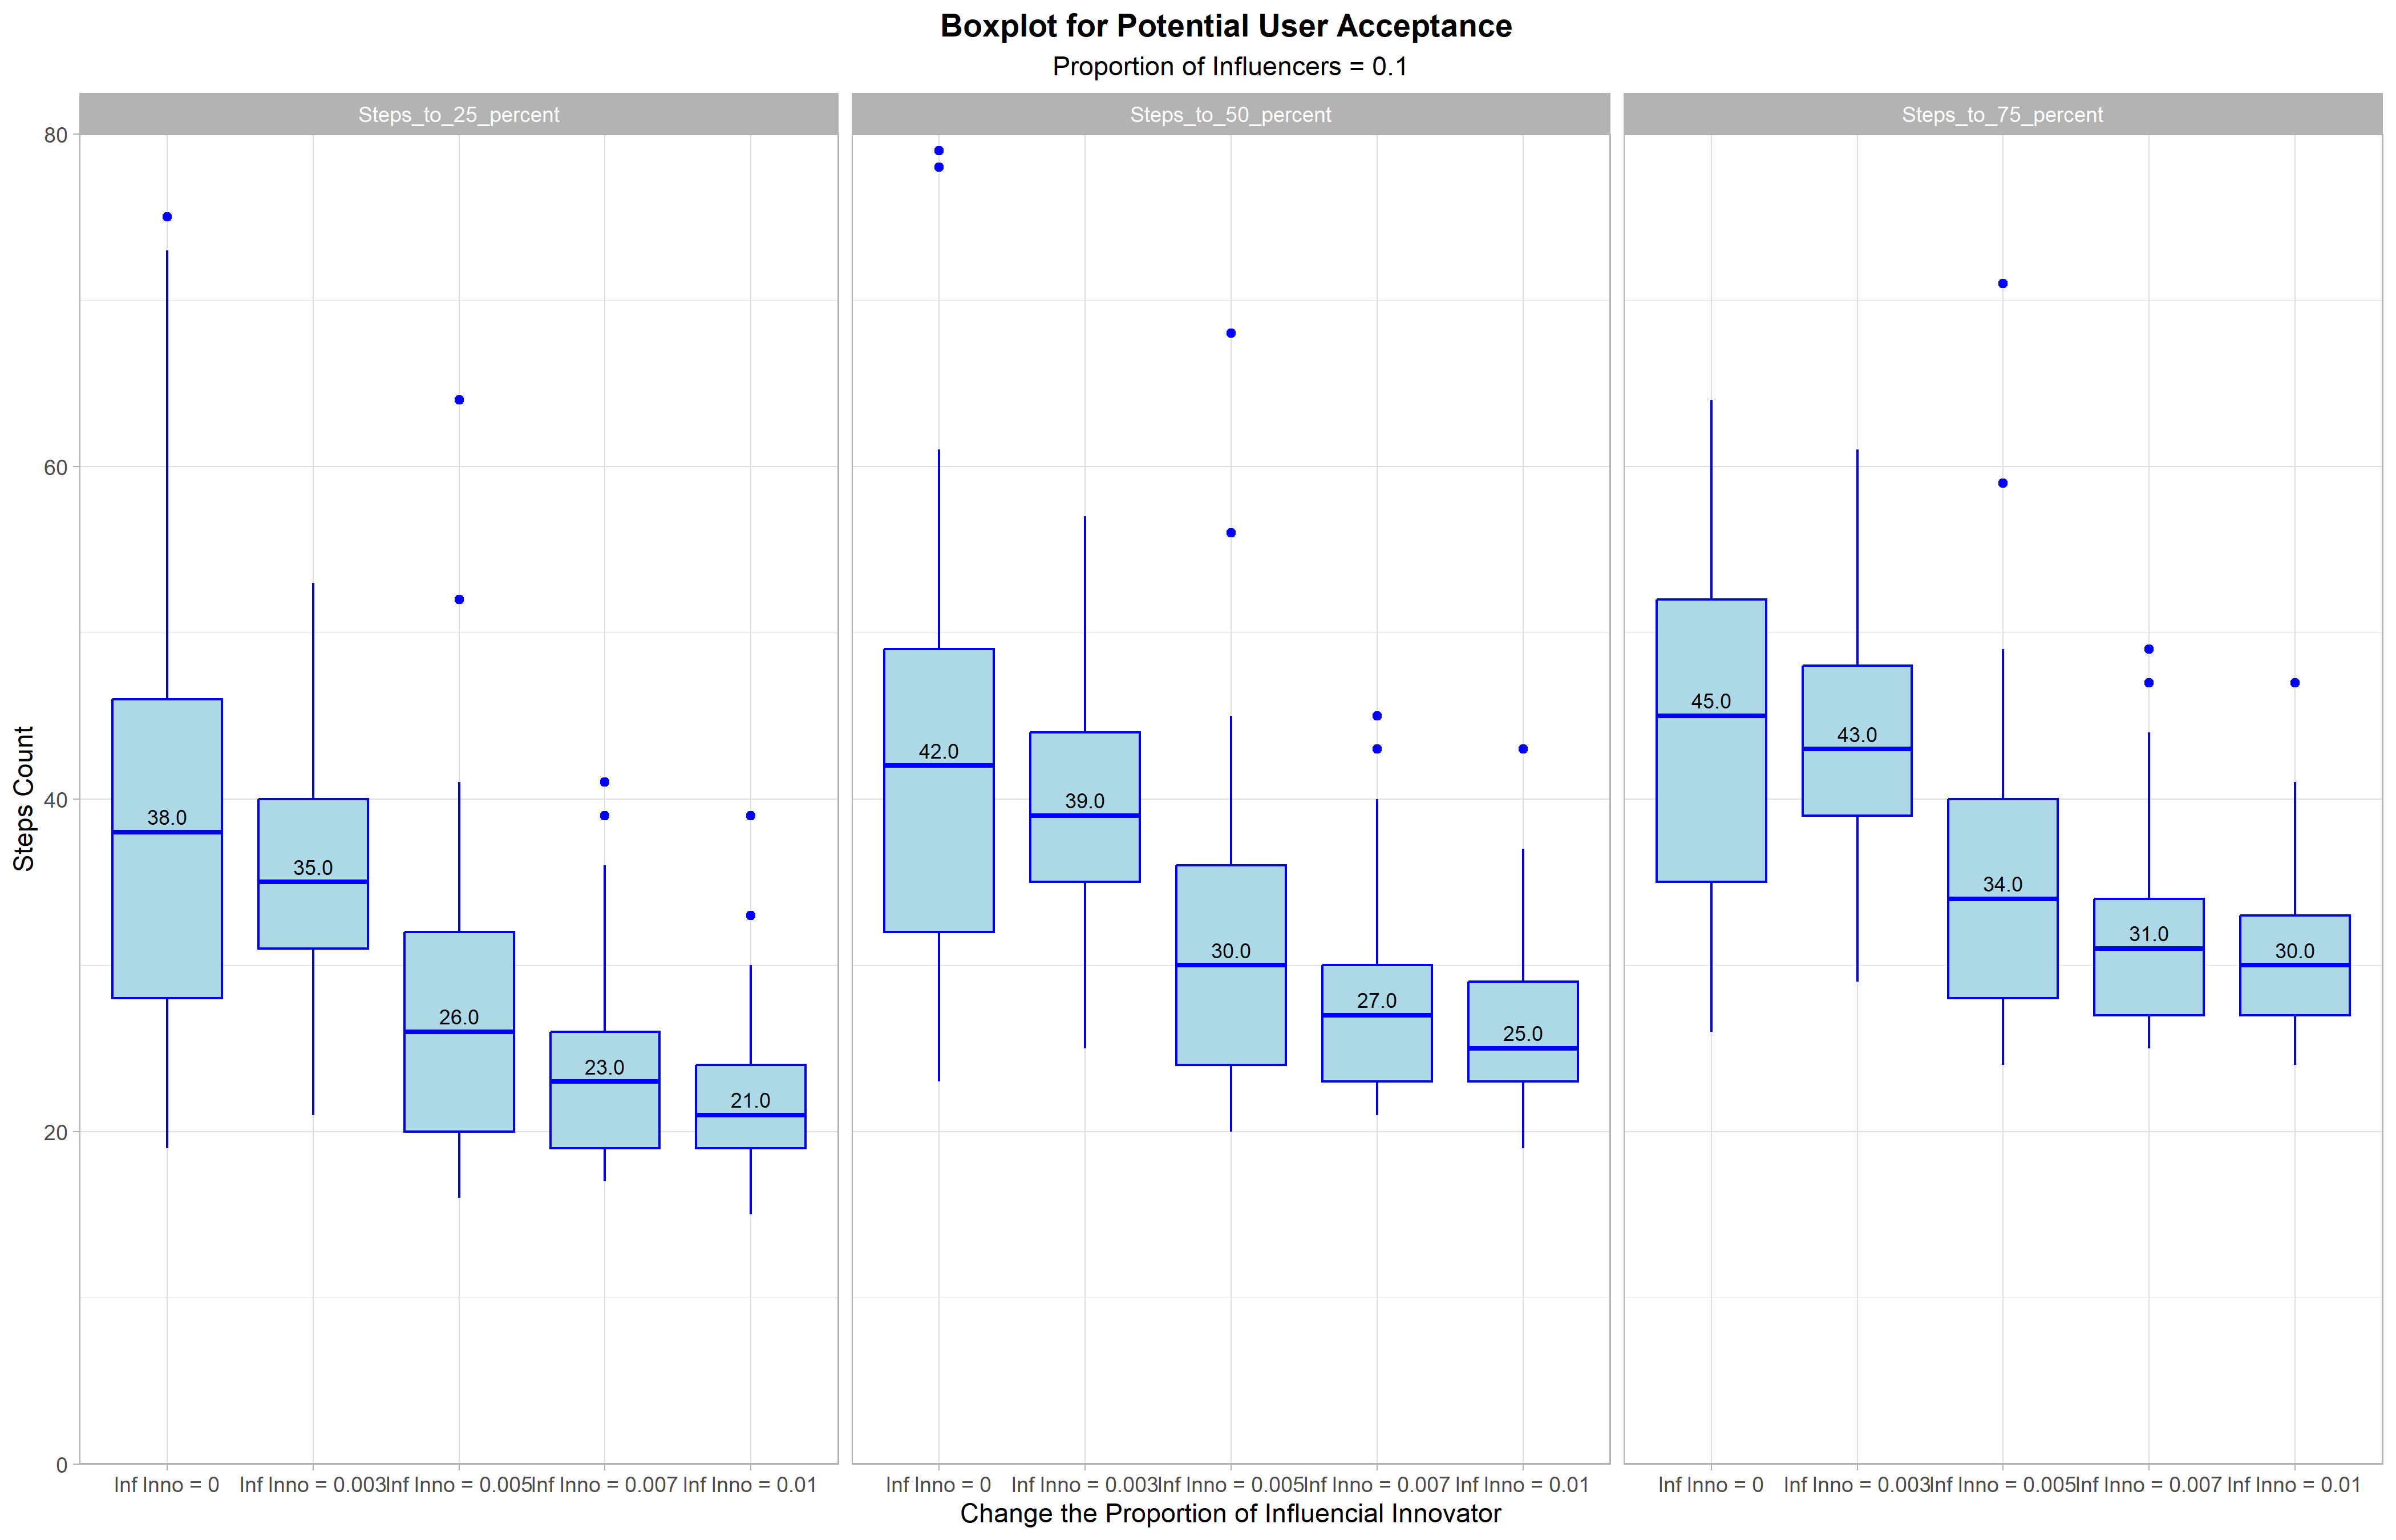 Boxplot for Potential User Acceptance
Proportion of Influencers = 0.1
Steps_to_25_percent
Steps_to_50_percent
Steps_to_75_percent
80
60
40
20
0
Steps Count
38.0
35.0
26.0
23.0
21.0
42.0
39.0
30.0
27.0
25.0
45.0
43.0
34.0
31.0
30.0
Inf Inno = 0
Inf Inno = 0.003
Inf Inno = 0.005
Inf Inno = 0.007
Inf Inno = 0.01
Inf Inno = 0
Inf Inno = 0.003
Inf Inno = 0.005
Inf Inno = 0.007
Inf Inno = 0.01
Inf Inno = 0
Inf Inno = 0.003
Inf Inno = 0.005
Inf Inno = 0.007
Inf Inno = 0.01
Change the Proportion of Influencial Innovator